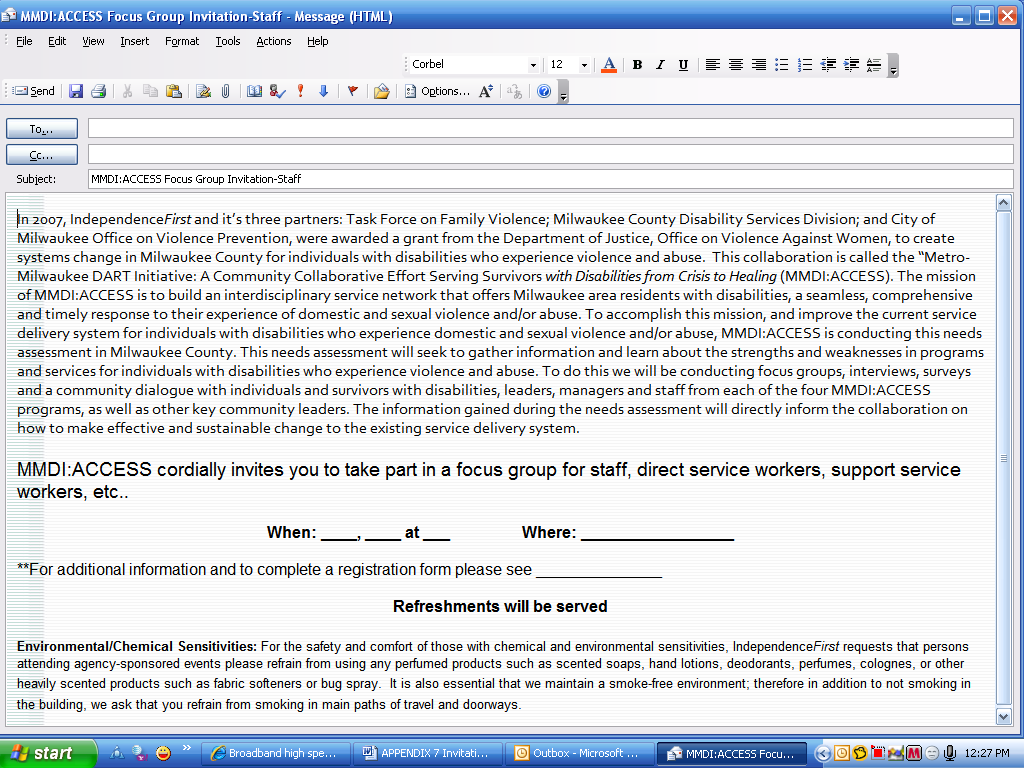 MMDI:ACCESS Focus Group Invitation-Staff - Message (HTML)
File Edit View Insert Format Tools Actions Help
Corbel 12 A B I U
Send Options...
To...
Cc...
Subject: MMDI:ACCESS Focus Group Invitation-Staff
In 2007, IndependenceFirst and it's three partners: Task Force on Family Violence; Milwaukee County Disability Services Division; and City of
Milwaukee Office on Violence Prevention, were awarded a grant from the Department of Justice, Office on Violence Against Women, to create
systems change in Milwaukee County for individuals with disabilities who experience violence and abuse.  This collaboration is called the "Metro-
Milwaukee DART Initiative: A Community Collaborative Effort Serving Survivors with Disabilities from Crisis to Healing (MMDI:ACCESS). The mission
of MMDI:ACCESS is to build an interdisciplinary service network that offers Milwaukee area residents with disabilities, a seamless, comprehensive
and timely response to their experience of domestic and sexual violence and/or abuse. To accomplish this mission, and improve the current service
delivery system for individuals with disabilities who experience domestic and sexual violence and/or abuse, MMDI:ACCESS is conducting this needs
assessment in Milwaukee County. This needs assessment will seek to gather information and learn about the strengths and weaknesses in programs
and services for individuals with disabilities who experience violence and abuse. To do this we will be conducting focus groups, interviews, surveys
and a community dialogue with individuals and survivors with disabilities, leaders, managers and staff from each of the four MMDI:ACCESS
programs, as well as other key community leaders. The information gained during the needs assessment will directly inform the collaboration on
how to make effective and sustainable change to the existing service delivery system.
MMDI:ACCESS cordially invites you to take part in a focus group for staff, direct service workers, support service
workers, etc..
When: ____, ____ at ___ Where: _________________
**For additional information and to complete a registration form please see ______________
Refreshments will be served
Environmental/Chemical Sensitivities: For the safety and comfort of those with chemical and environmental sensitivities, IndependenceFirst requests that persons
attending agency-sponsored events please refrain from using any perfumed products such as scented soaps, hand lotions, deodorants, perfumes, colognes, or other
heavily scented products such as fabric softeners or bug spray.  It is also essential that we maintain a smoke-free environment; therefore in addition to not smoking in
the building, we ask that you refrain from smoking in main paths of travel and doorways.
start Broadband high spe... APPENDIX 7 Invitati... Outbox - Microsoft ... MMDI:ACCESS Focu... 12:27 PM